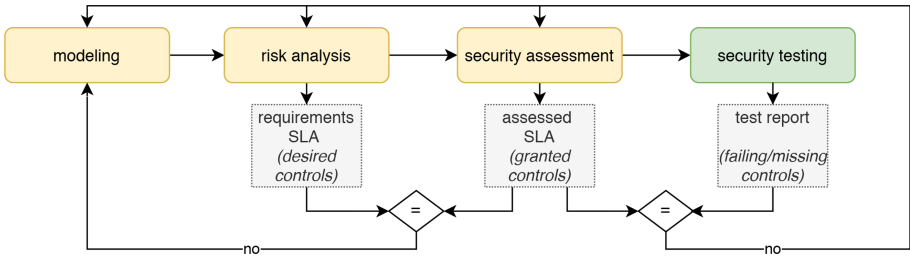 modeling
risk analysis
security assessment
security testing
requirements
SLA
(desired
controls)
assessed
SLA
(granted
controls)
test report
(failing/missing
controls)
=
=
no
no